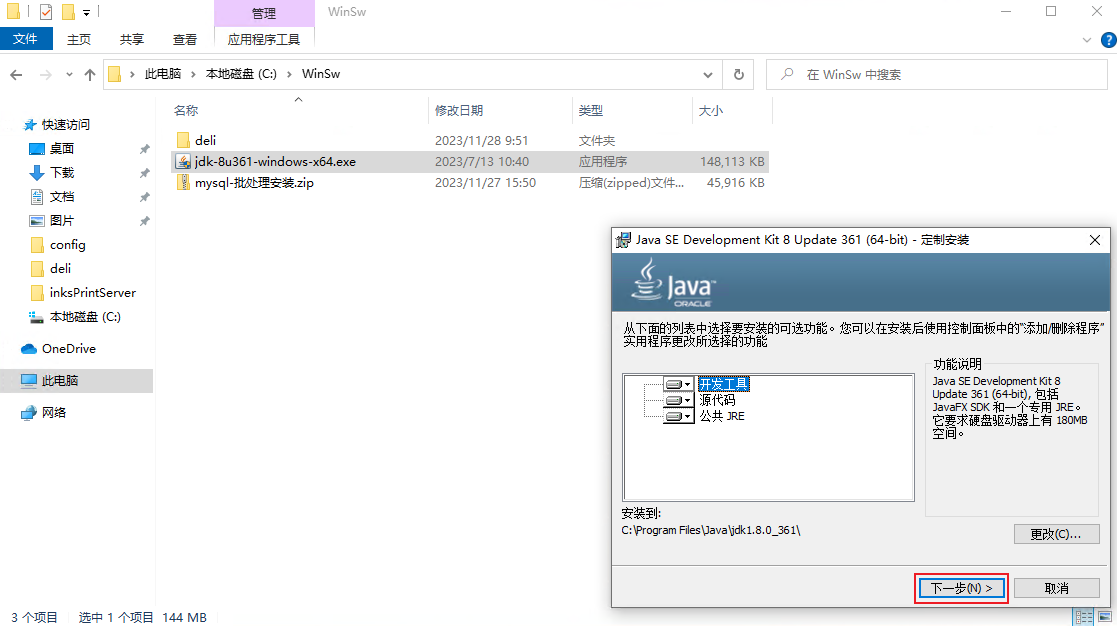 管理
WinSw
文件
主页
共享
查看
应用程序工具
此电脑
本地磁盘 (C:)
WinSw
在 WinSw 中搜索
名称
修改日期
类型
大小
快速访问
桌面
下载
文档
图片
config
deli
inksPrintServer
本地磁盘 (C:)
OneDrive
此电脑
网络
deli 2023/11/28 9:51 文件夹
jdk-8u361-windows-x64.exe 2023/7/13 10:40 应用程序 148,113 KB
mysql-批处理安装.zip 2023/11/27 15:50 压缩(zipped)文件... 45,916 KB
Java SE Development Kit 8 Update 361 (64-bit) - 定制安装
Java
ORACLE
从下面的列表中选择要安装的可选功能。您可以在安装后使用控制面板中的"添加/删除程序"
实用程序更改所选择的功能
开发工具
源代码
公共 JRE
功能说明
Java SE Development Kit 8
Update 361 (64-bit), 包括
JavaFX SDK 和一个专用 JRE。
它要求硬盘驱动器上有 180MB
空间。
安装到:
C:\Program Files\Java\jdk1.8.0_361\
更改(C)...
下一步(N) >
取消
3 个项目
选中 1 个项目 144 MB